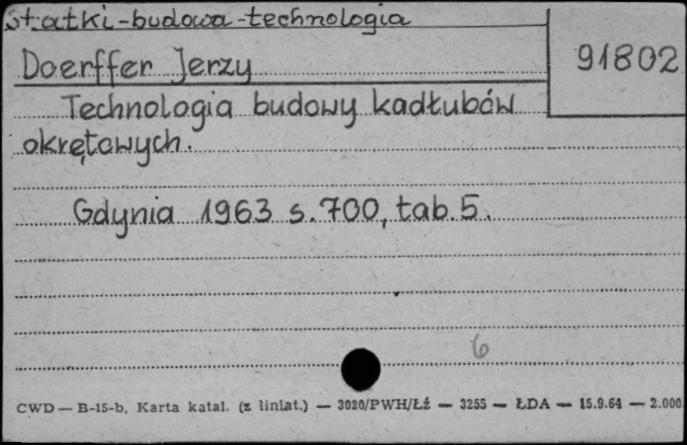 statki-budowa-technologia
Doerffer Jerzy
91802
Technologia budowy kadłubów
okrętowych.
Gdynia 1963 s.700, tab.5.
6
CWD — B-15-b. Karta katal. (z liniat.) — 3020/PWH/Łź — 3255 — ŁDA — 15.9.64 — 2.000.